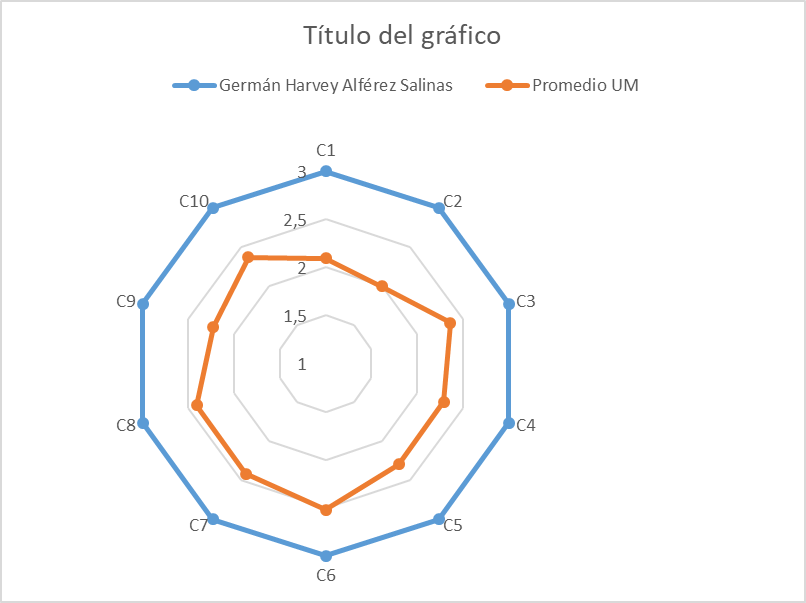 Título del gráfico
Germán Harvey Alférez Salinas
Promedio UM
C1
3
C10
C2
2,5
2
C9
C3
1,5
1
C8
C4
C7
C5
C6